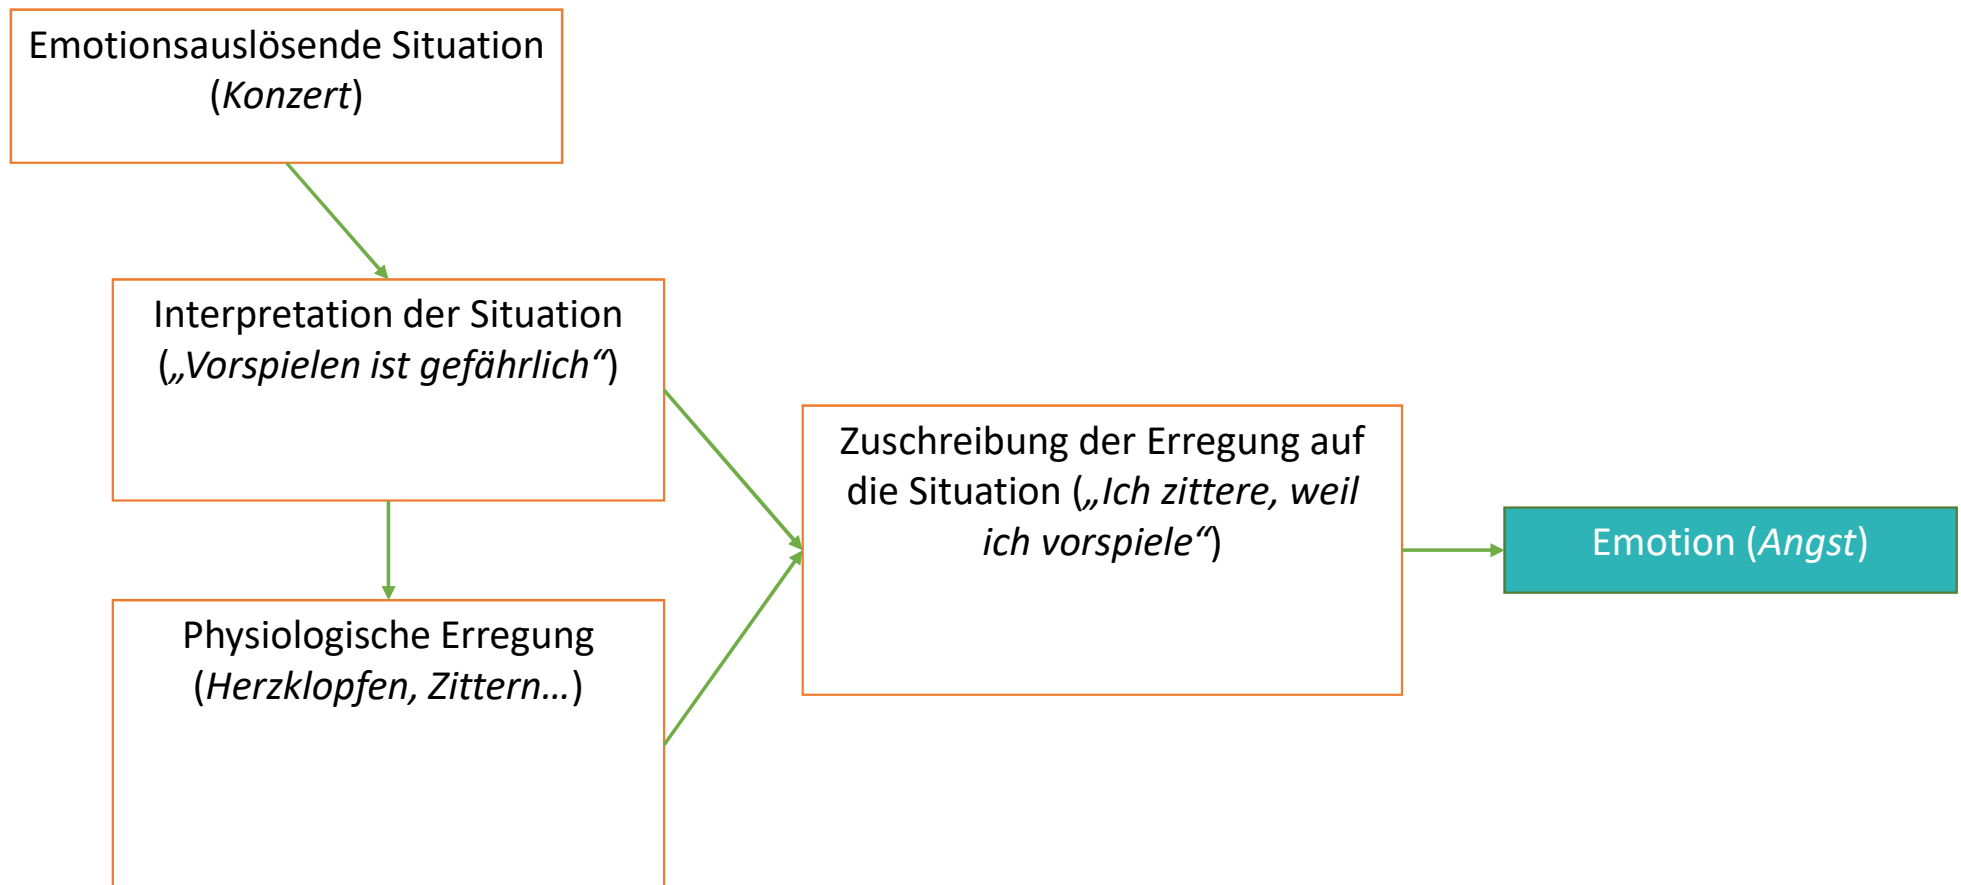 Emotionsauslösende Situation
(Konzert)
Interpretation der Situation
(„Vorspielen ist gefährlich“)
Physiologische Erregung
(Herzklopfen, Zittern…)
Zuschreibung der Erregung auf
die Situation („Ich zittere, weil
ich vorspiele“)
Emotion (Angst)